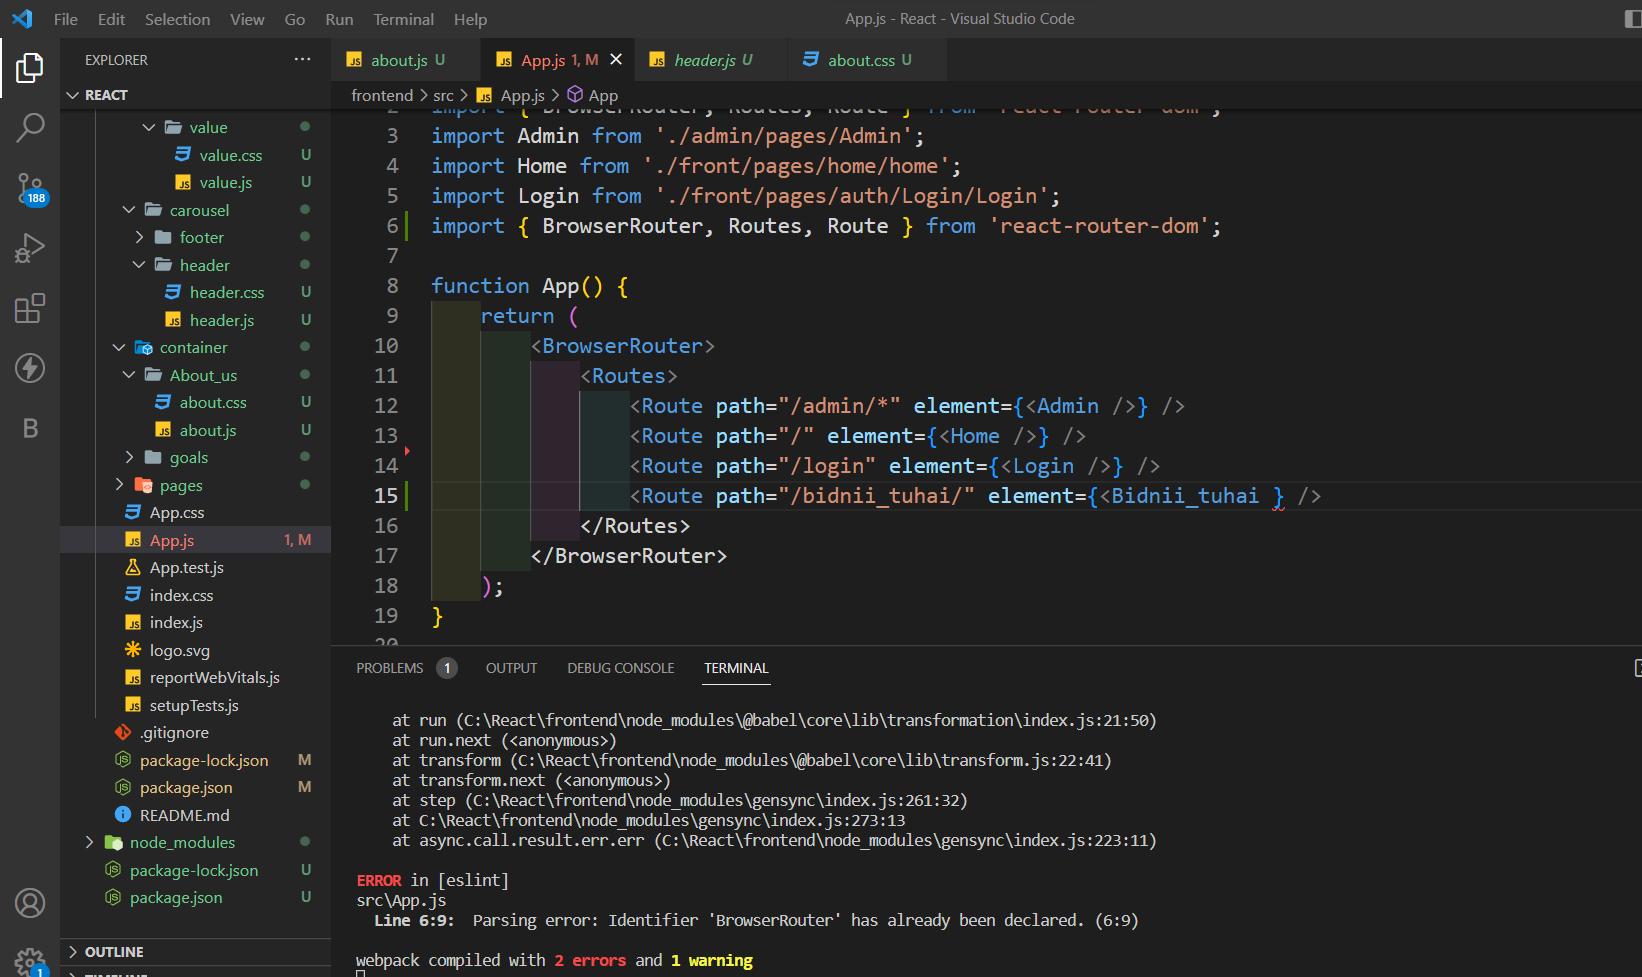 File Edit Selection View Go Run Terminal Help
App.js - React - Visual Studio Code
EXPLORER
REACT
value
value.css U
value.js U
carousel
footer
header
header.css U
header.js U
container
About_us
about.css U
about.js U
goals
pages
App.css
App.js 1, M
App.test.js
index.css
index.js
logo.svg
reportWebVitals.js
setupTests.js
.gitignore
package-lock.json M
package.json M
README.md
node_modules
package-lock.json U
package.json U
OUTLINE
TIMELINE
188
B
1
about.js U
App.js 1, M
header.js U
about.css U
frontend > src > App.js > App
2 import { BrowserRouter, Routes, Route } from 'react-router-dom';
3 import Admin from './admin/pages/Admin';
4 import Home from './front/pages/home/home';
5 import Login from './front/pages/auth/Login/Login';
6 import { BrowserRouter, Routes, Route } from 'react-router-dom';
7
8 function App() {
9 return (
10 <BrowserRouter>
11 <Routes>
12 <Route path="/admin/*" element={<Admin />} />
13 <Route path="/" element={<Home />} />
14 <Route path="/login" element={<Login />} />
15 <Route path="/bidnii_tuhai/" element={<Bidnii_tuhai } />
16 </Routes>
17 </BrowserRouter>
18 );
19 }
20
PROBLEMS 1 OUTPUT DEBUG CONSOLE TERMINAL
at run (C:\React\frontend\node_modules\@babel\core\lib\transformation\index.js:21:50)
at run.next (<anonymous>)
at transform (C:\React\frontend\node_modules\@babel\core\lib\transform.js:22:41)
at transform.next (<anonymous>)
at step (C:\React\frontend\node_modules\gensync\index.js:261:32)
at C:\React\frontend\node_modules\gensync\index.js:273:13
at async.call.result.err.err (C:\React\frontend\node_modules\gensync\index.js:223:11)
ERROR in [eslint]
src\App.js
Line 6:9: Parsing error: Identifier 'BrowserRouter' has already been declared. (6:9)
webpack compiled with 2 errors and 1 warning